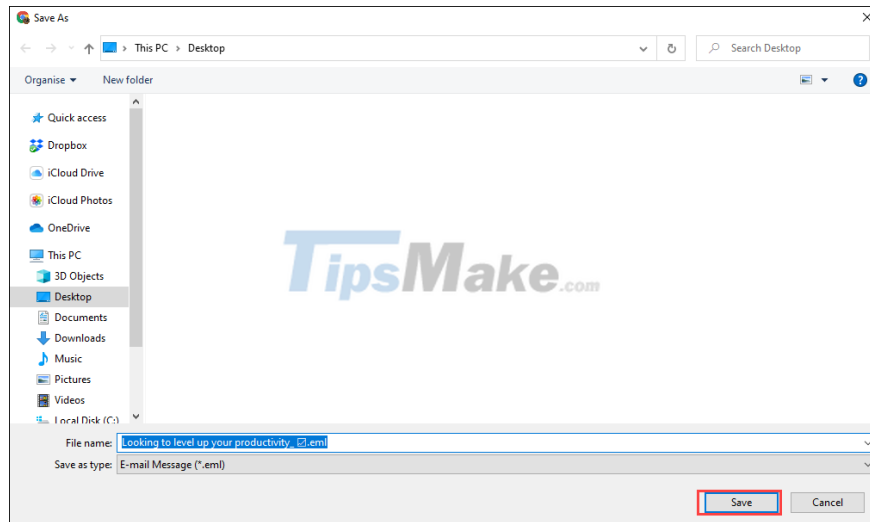 Save As
This PC > Desktop
Search Desktop
Organise
New folder
Quick access
Dropbox
iCloud Drive
iCloud Photos
OneDrive
This PC
3D Objects
Desktop
Documents
Downloads
Music
Pictures
Videos
Local Disk (C:)
TipsMake.com
File name: Looking to level up your productivity_ ☑.eml
Save as type: E-mail Message (*.eml)
Save Cancel